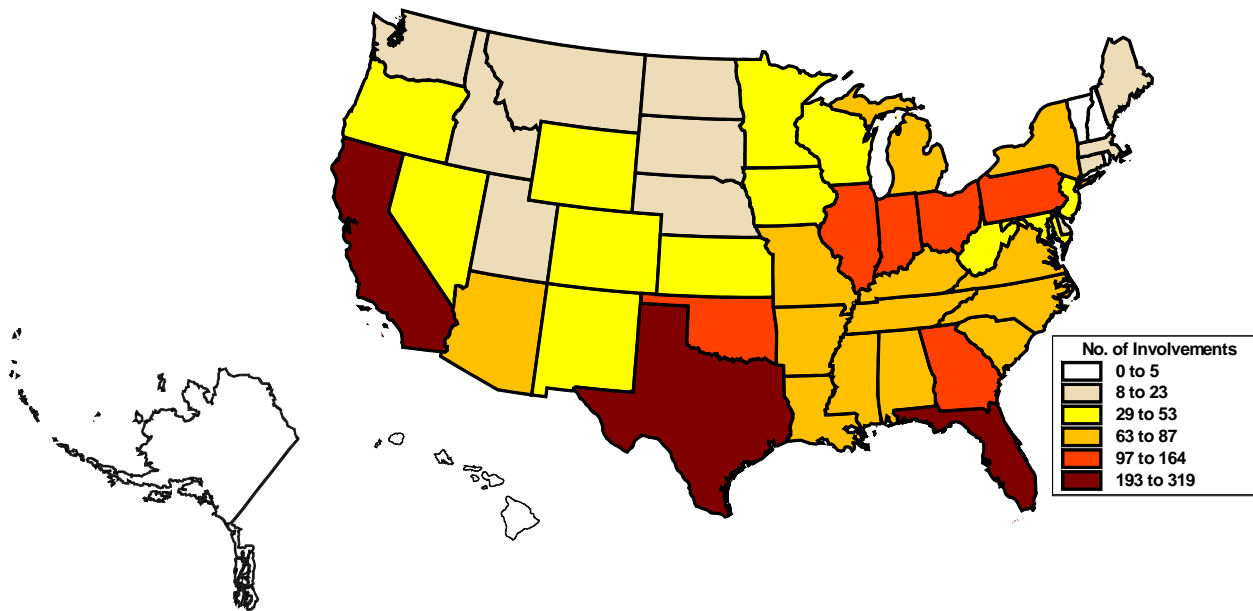 No. of Involvements
0 to 5
8 to 23
29 to 53
63 to 87
97 to 164
193 to 319